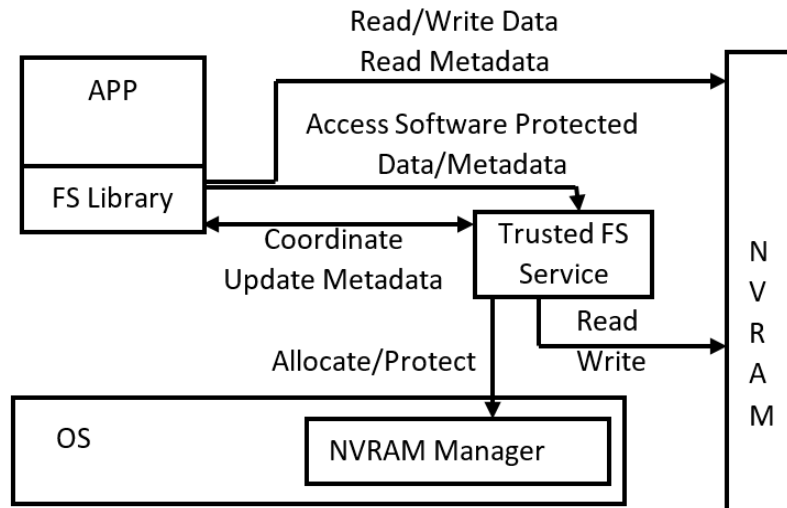 Read/Write Data
Read Metadata
APP
Access Software Protected
Data/Metadata
FS Library
Coordinate
Update Metadata
Trusted FS
Service
Read
Write
Allocate/Protect
OS
NVRAM Manager
N
V
R
A
M